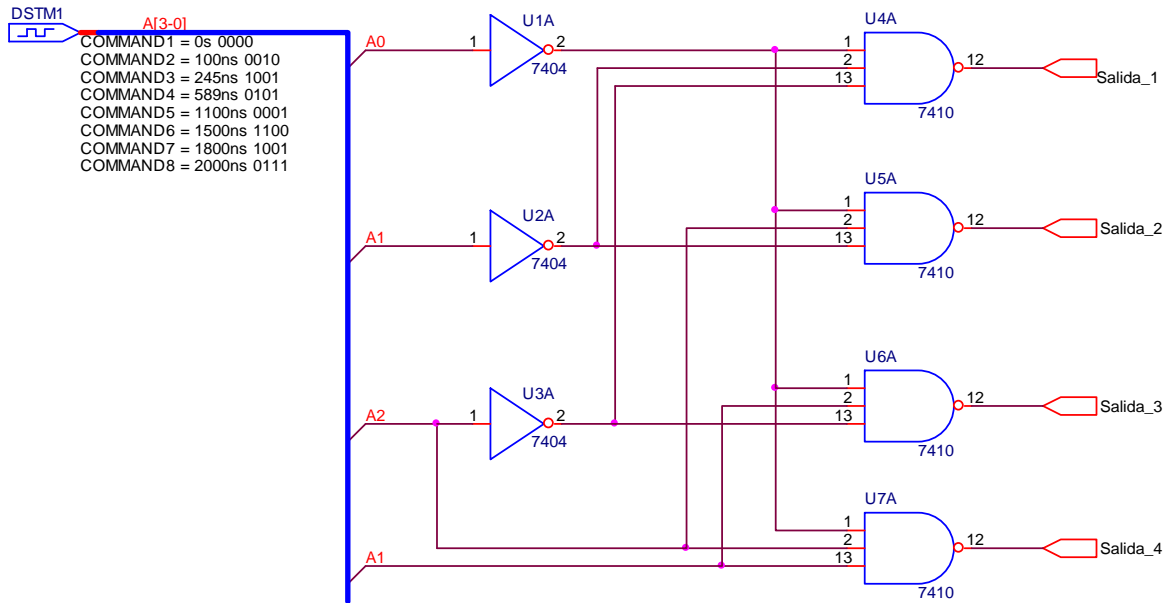 DSTM1
A[3-0]
COMMAND1 = 0s 0000
COMMAND2 = 100ns 0010
COMMAND3 = 245ns 1001
COMMAND4 = 589ns 0101
COMMAND5 = 1100ns 0001
COMMAND6 = 1500ns 1100
COMMAND7 = 1800ns 1001
COMMAND8 = 2000ns 0111
A0
1
U1A
2
7404
U4A
1
2
13
12
7410
Salida_1
A1
1
U2A
2
7404
U5A
1
2
13
12
7410
Salida_2
A2
1
U3A
2
7404
U6A
1
2
13
12
7410
Salida_3
A1
U7A
1
2
13
12
7410
Salida_4